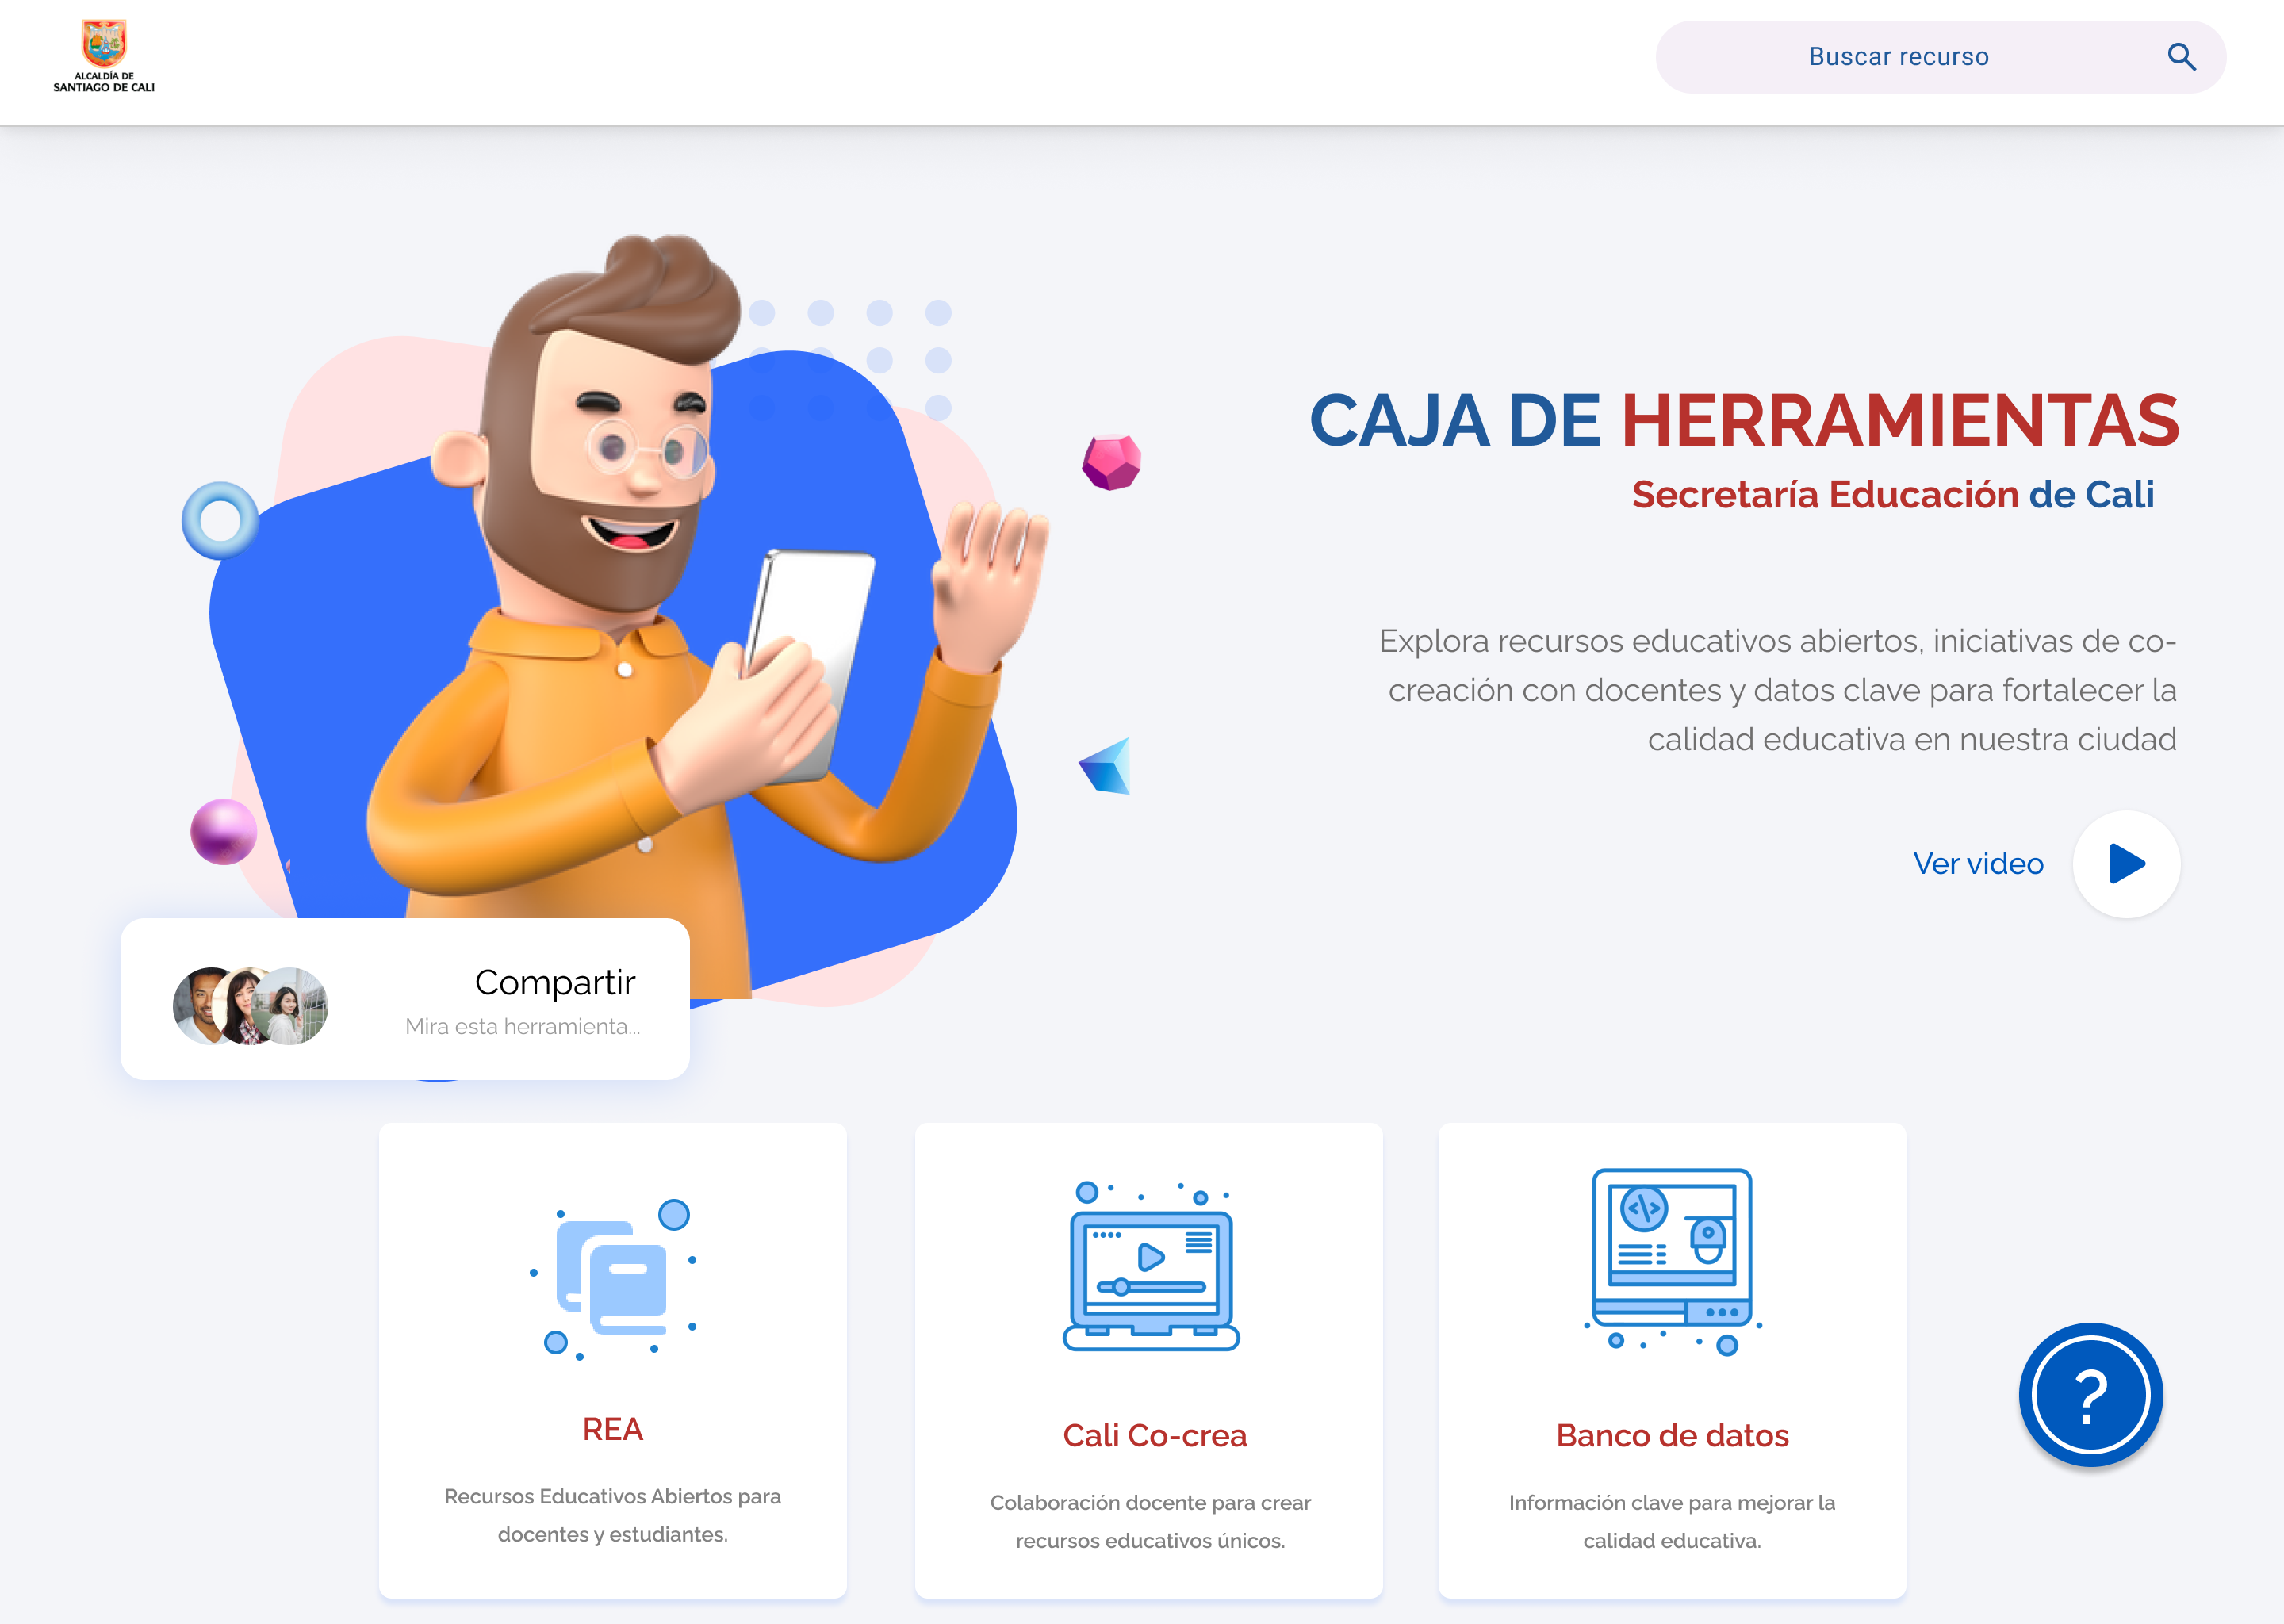 ALCALDÍA DE
SANTIAGO DE CALI
Buscar recurso
CAJA DE HERRAMIENTAS
Secretaría Educación de Cali
Explora recursos educativos abiertos, iniciativas de co-
creación con docentes y datos clave para fortalecer la
calidad educativa en nuestra ciudad
Ver video
Compartir
Mira esta herramienta...
REA
Recursos Educativos Abiertos para
docentes y estudiantes.
Cali Co-crea
Colaboración docente para crear
recursos educativos únicos.
Banco de datos
Información clave para mejorar la
calidad educativa.
?